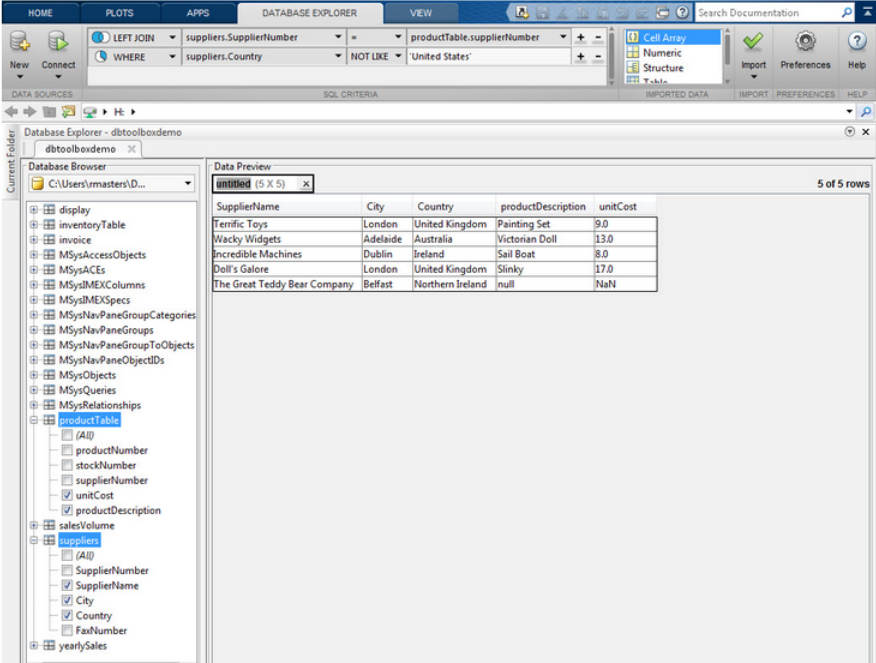 HOME PLOTS APPS DATABASE EXPLORER VIEW Search Documentation
New Connect
LEFT JOIN suppliers.SupplierNumber = productTable.supplierNumber + -
WHERE suppliers.Country NOT LIKE 'United States' + -
Cell Array
Numeric
Structure
Table
Import Preferences Help
DATA SOURCES SQL CRITERIA IMPORTED DATA IMPORT PREFERENCES HELP
H:
Current Folder
Database Explorer - dbtoolboxdemo
dbtoolboxdemo
Database Browser
C:\Users\rmasters\D...
display
inventoryTable
invoice
MSysAccessObjects
MSysACEs
MSysIMEXColumns
MSysIMEXSpecs
MSysNavPaneGroupCategories
MSysNavPaneGroups
MSysNavPaneGroupToObjects
MSysNavPaneObjectIDs
MSysObjects
MSysQueries
MSysRelationships
productTable
(All)
productNumber
stockNumber
supplierNumber
unitCost
productDescription
salesVolume
suppliers
(All)
SupplierNumber
SupplierName
City
Country
FaxNumber
yearlySales
Data Preview
untitled (5 X 5) 5 of 5 rows
SupplierName City Country productDescription unitCost
Terrific Toys London United Kingdom Painting Set 9.0
Wacky Widgets Adelaide Australia Victorian Doll 13.0
Incredible Machines Dublin Ireland Sail Boat 8.0
Doll's Galore London United Kingdom Slinky 17.0
The Great Teddy Bear Company Belfast Northern Ireland null NaN